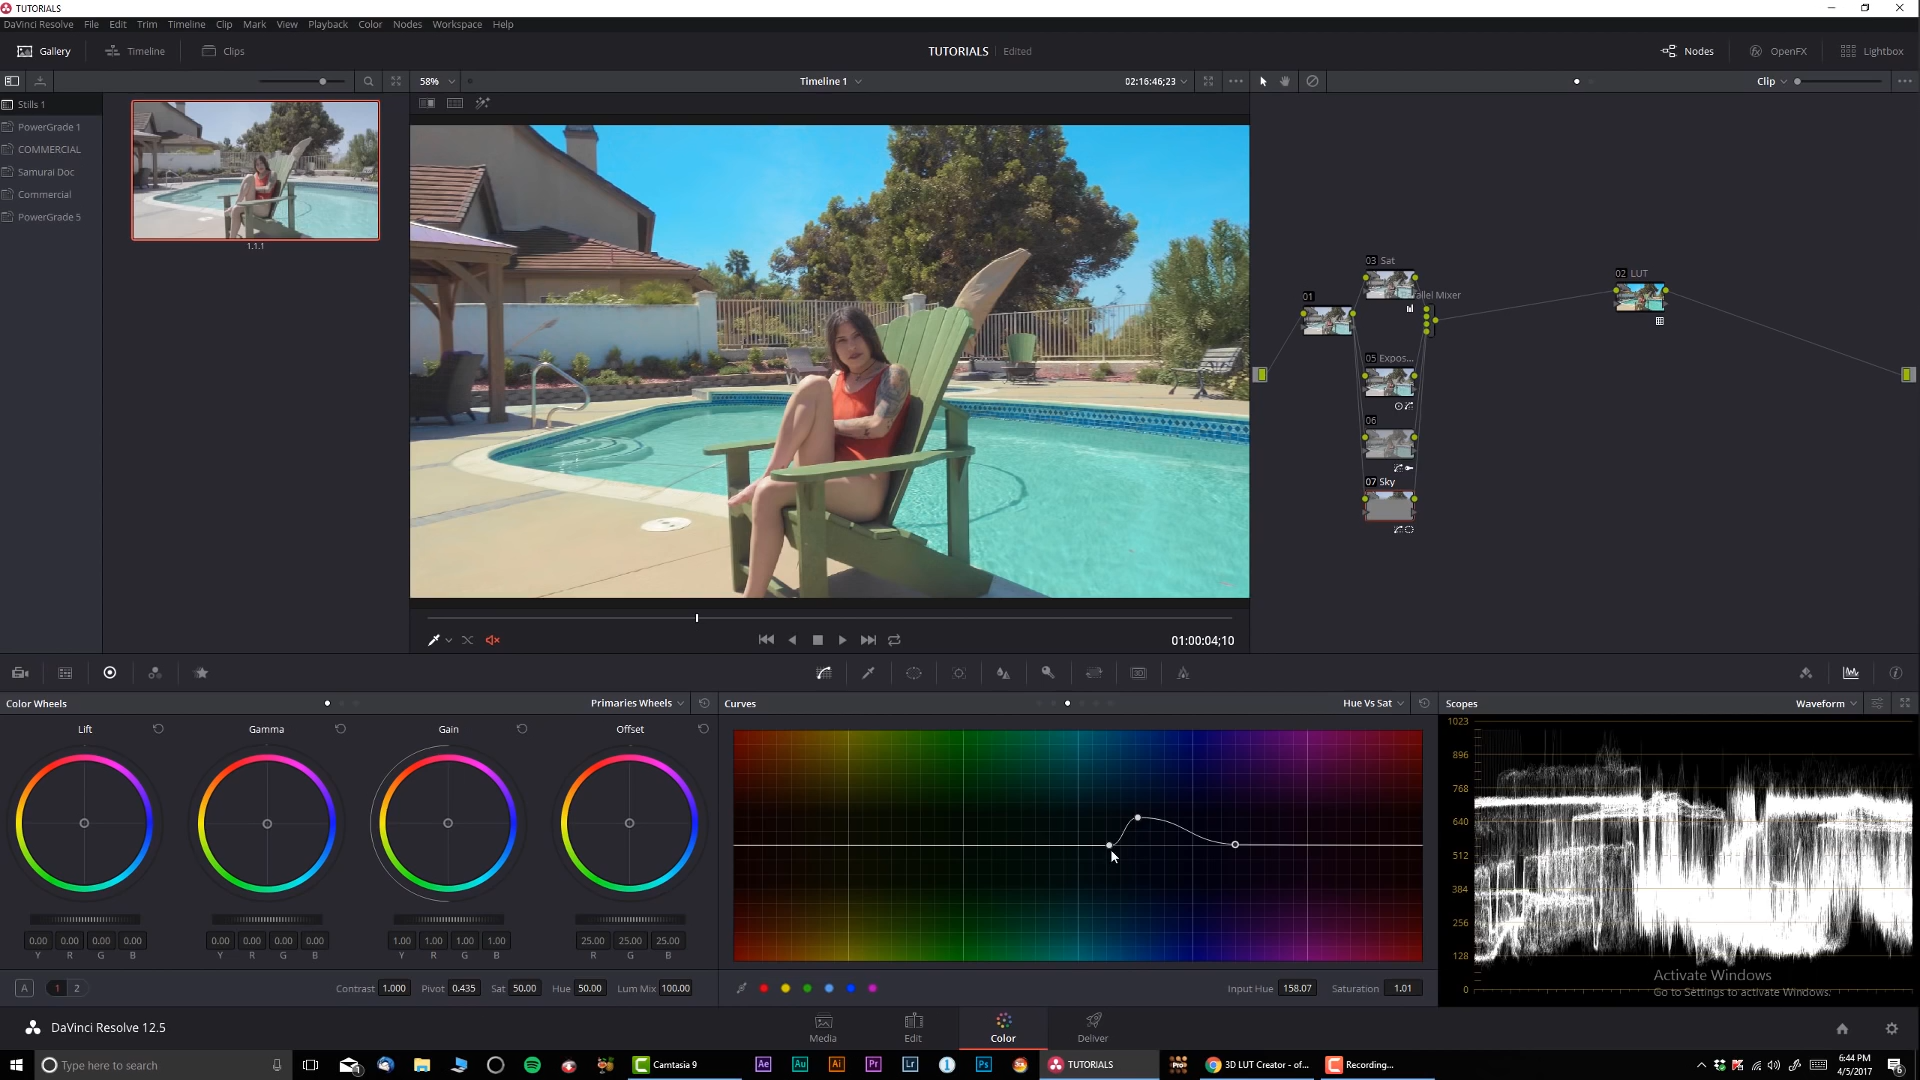 TUTORIALS
DaVinci Resolve File Edit Trim Timeline Clip Mark View Playback Color Nodes Workspace Help
Gallery Timeline Clips TUTORIALS Edited Nodes OpenFX Lightbox
58% Timeline 1 02:16:46;23 Clip
Stills 1
PowerGrade 1
COMMERCIAL
Samurai Doc
Commercial
PowerGrade 5
1.1.1
03 Sat
02 LUT
01
allel Mixer
05 Expos...
06
07 Sky
01:00:04;10
Color Wheels Primaries Wheels Curves Hue Vs Sat Scopes Waveform
Lift Gamma Gain Offset
1023
896
768
640
512
384
256
128
0
0.00 0.00 0.00 0.00 0.00 0.00 0.00 0.00 1.00 1.00 1.00 1.00 25.00 25.00 25.00
Y R G B Y R G B Y R G B R G B
A 1 2 Contrast 1.000 Pivot 0.435 Sat 50.00 Hue 50.00 Lum Mix 100.00 Input Hue 158.07 Saturation 1.01
Activate Windows
Go to Settings to activate Windows.
DaVinci Resolve 12.5
Media Edit Color Deliver
Type here to search Camtasia 9 Ae Au Ai Pr Lr Ps TUTORIALS 3D LUT Creator - of... Recording...
6:44 PM
4/5/2017